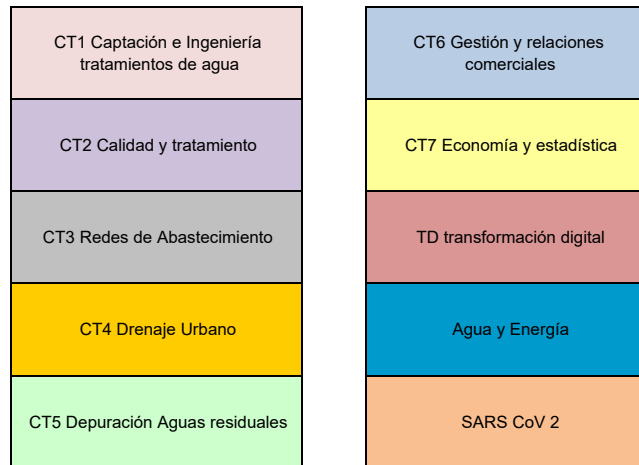 CT1 Captación e Ingeniería
tratamientos de agua
CT2 Calidad y tratamiento
CT3 Redes de Abastecimiento
CT4 Drenaje Urbano
CT5 Depuración Aguas residuales
CT6 Gestión y relaciones
comerciales
CT7 Economía y estadística
TD transformación digital
Agua y Energía
SARS CoV 2